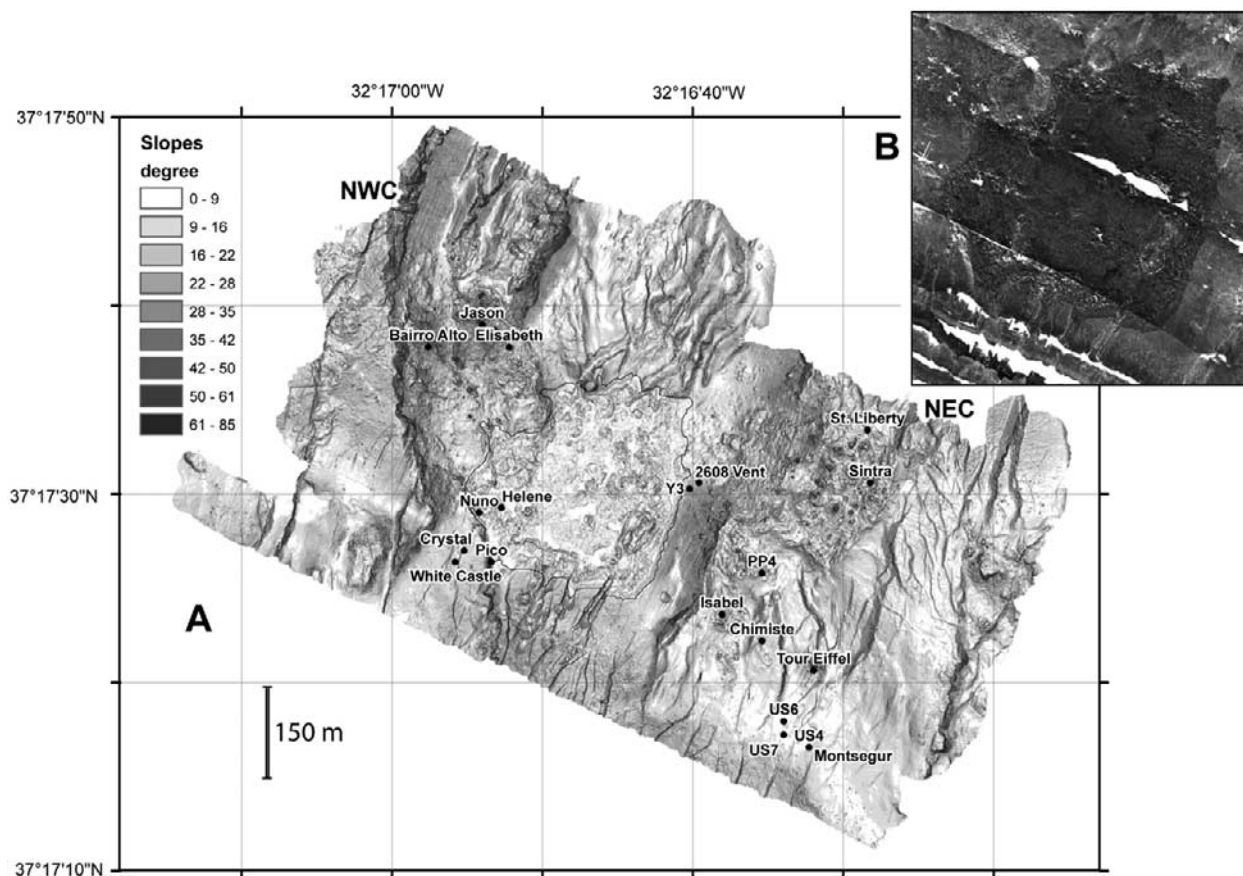 32°17'00"W
32°16'40"W
37°17'50"N
B
Slopes
degree
0 - 9
9 - 16
16 - 22
22 - 28
28 - 35
35 - 42
42 - 50
50 - 61
61 - 85
NWC
Jason
Bairro Alto
Elisabeth
NEC
St. Liberty
Sintra
37°17'30"N
2608 Vent
Y3
Nuno
Helene
Crystal
Pico
White Castle
PP4
Isabel
A
Chimiste
Tour Eiffel
US6
150 m
US7
US4
Montsegur
37°17'10"N